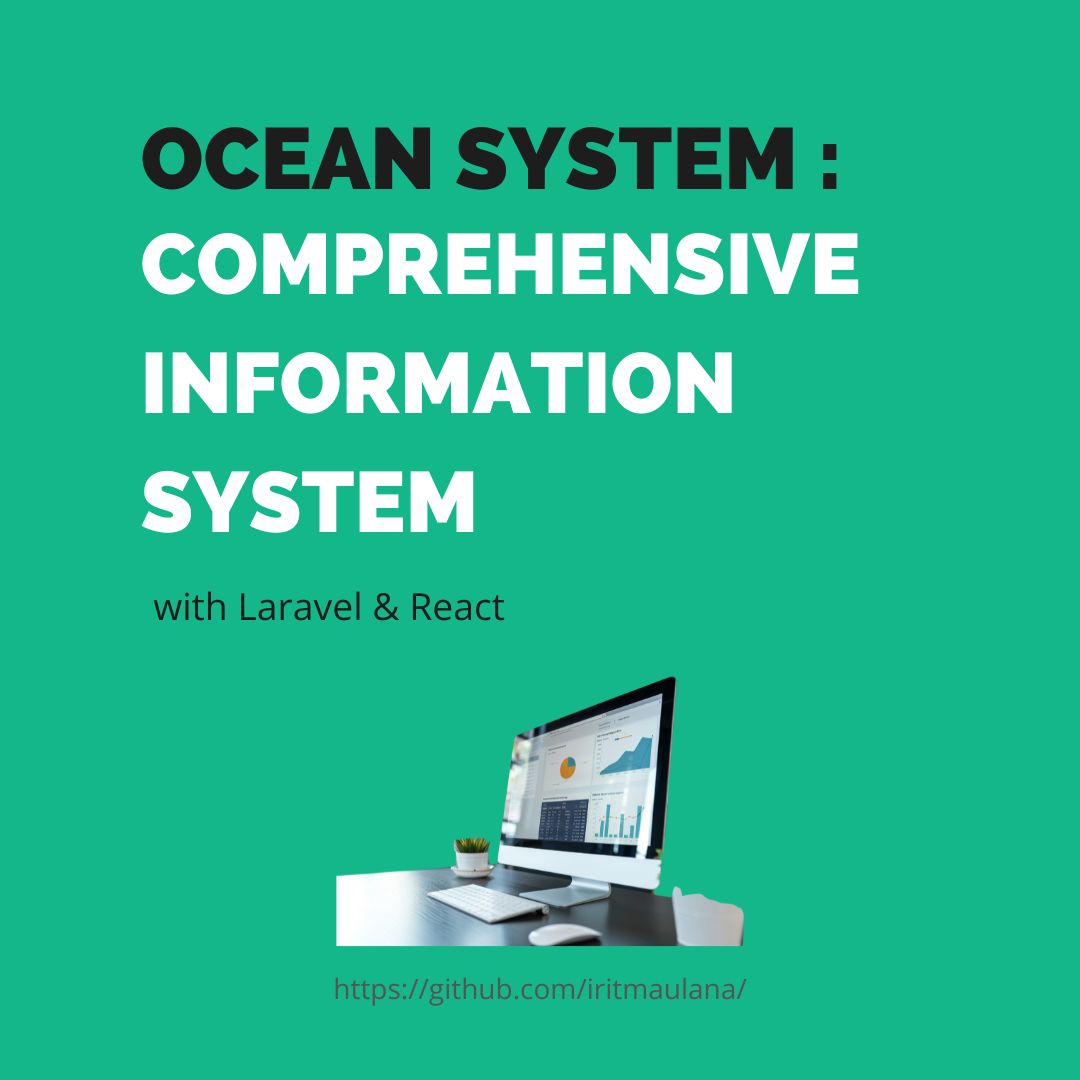 OCEAN SYSTEM :
COMPREHENSIVE
INFORMATION
SYSTEM
with Laravel & React
https://github.com/iritmaulana/